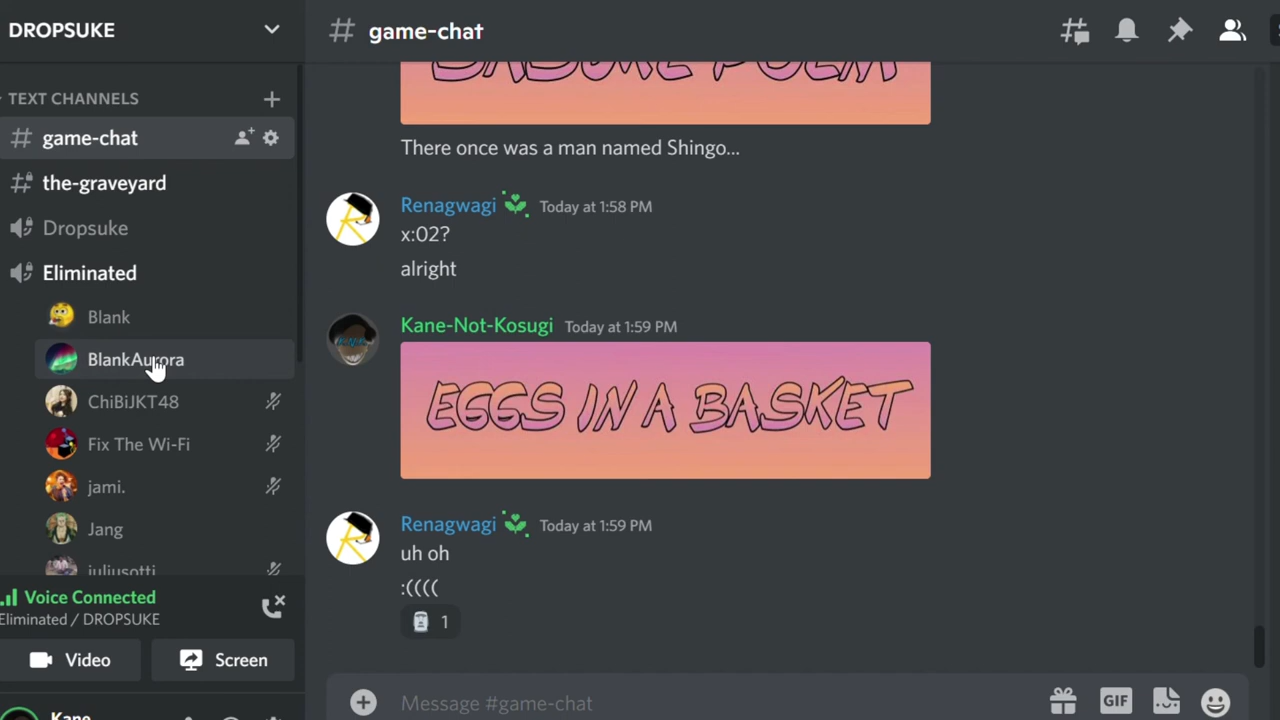 DROPSUKE
TEXT CHANNELS
game-chat
the-graveyard
Dropsuke
Eliminated
Blank
BlankAurora
ChiBiJKT48
Fix The Wi-Fi
jami.
Jang
juliusotti
Voice Connected
Eliminated / DROPSUKE
Video
Screen
Kane
# game-chat
There once was a man named Shingo...
Renagwagi Today at 1:58 PM
x:02?
alright
Kane-Not-Kosugi Today at 1:59 PM
EGGS IN A BASKET
Renagwagi Today at 1:59 PM
uh oh
:((((
1
Message #game-chat
GIF